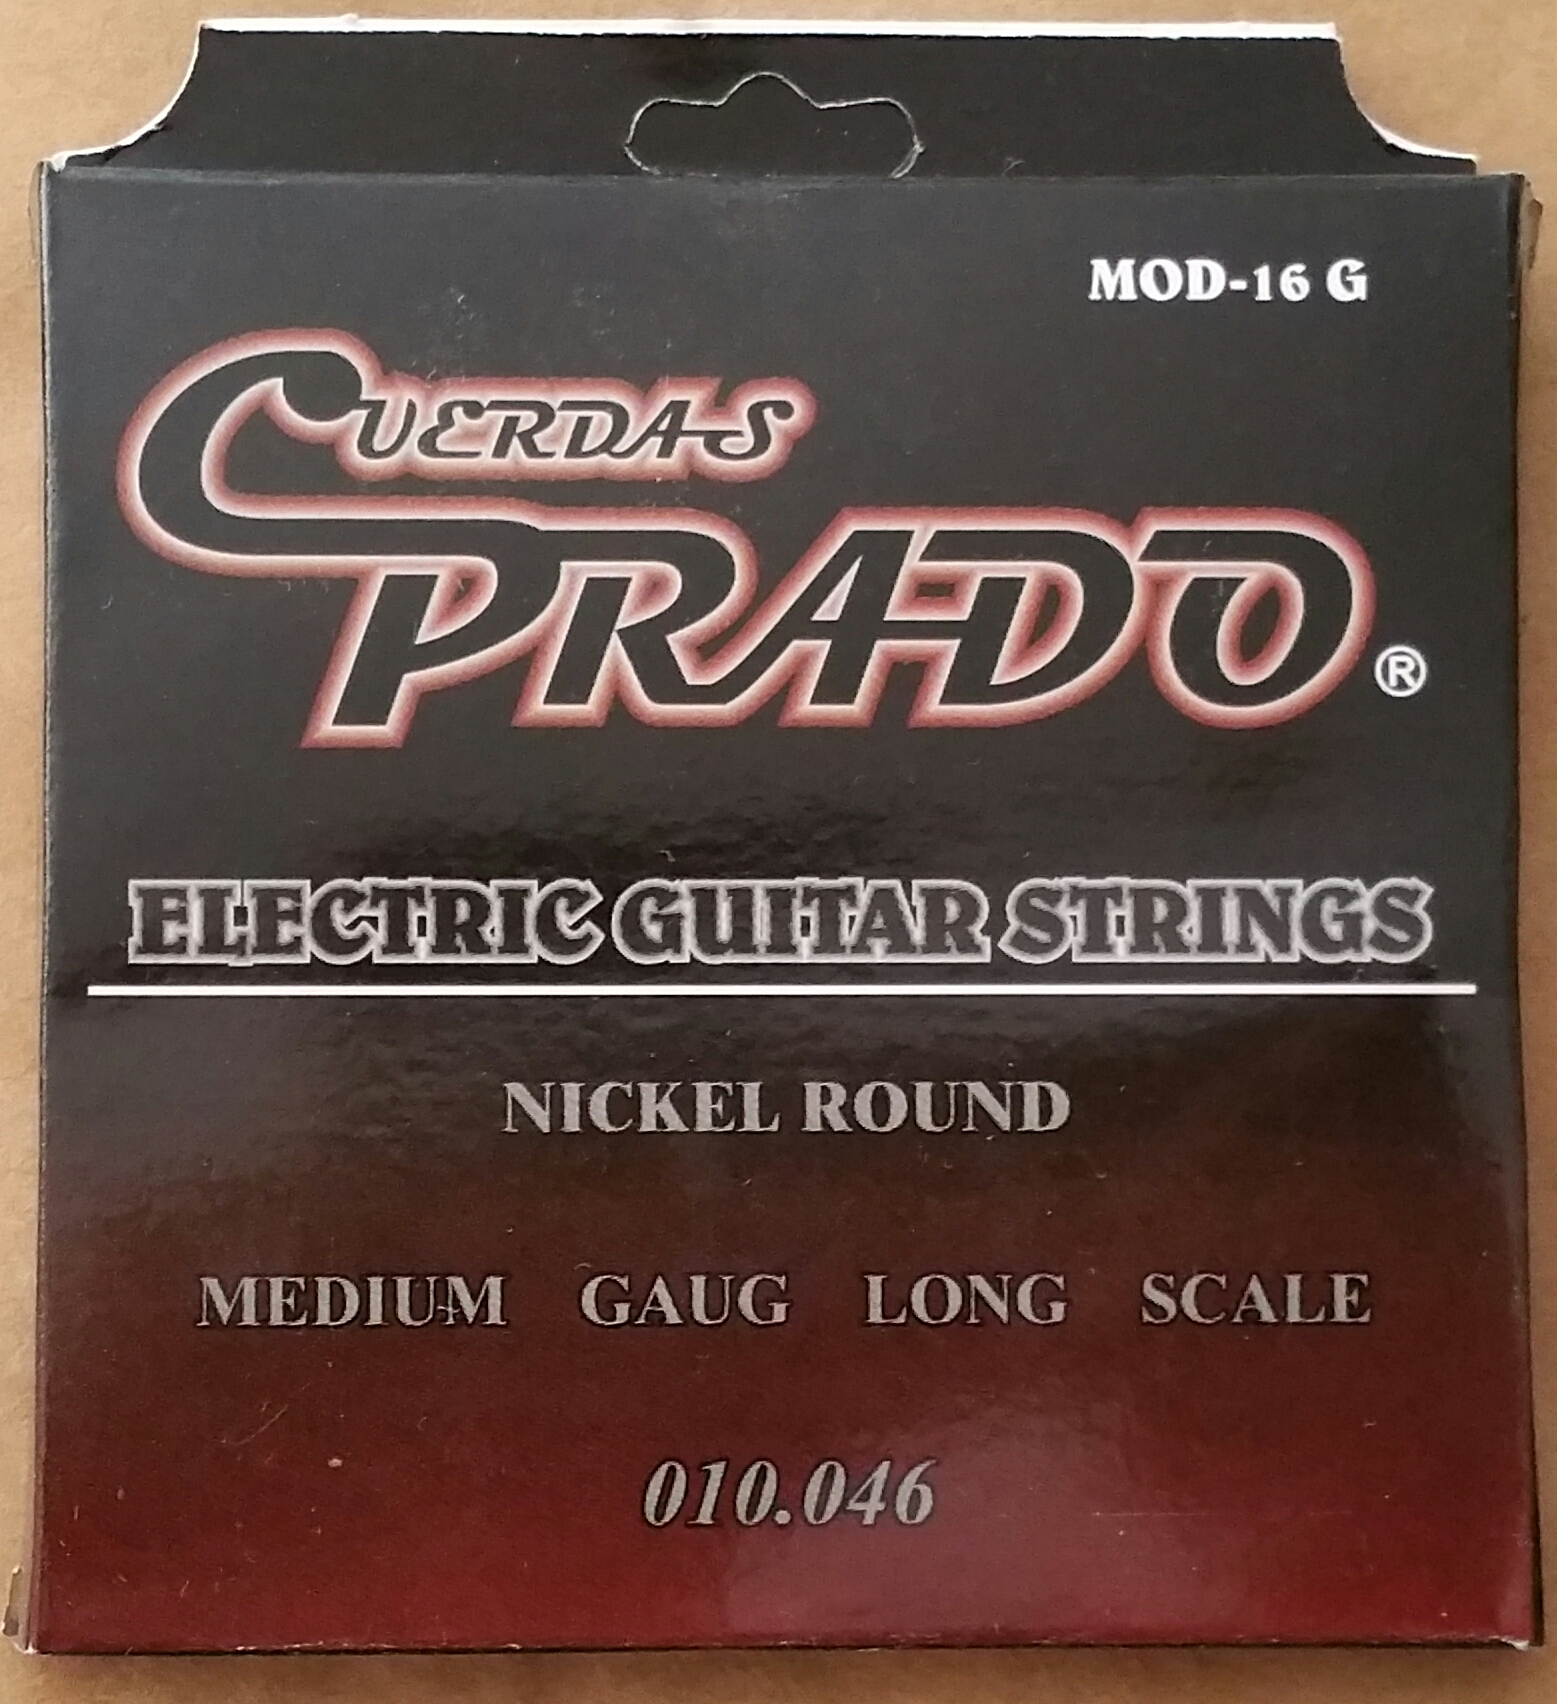 MOD-16 G
CUERDAS
PRADO®
ELECTRIC GUITAR STRINGS
NICKEL ROUND
MEDIUM GAUG LONG SCALE
010.046